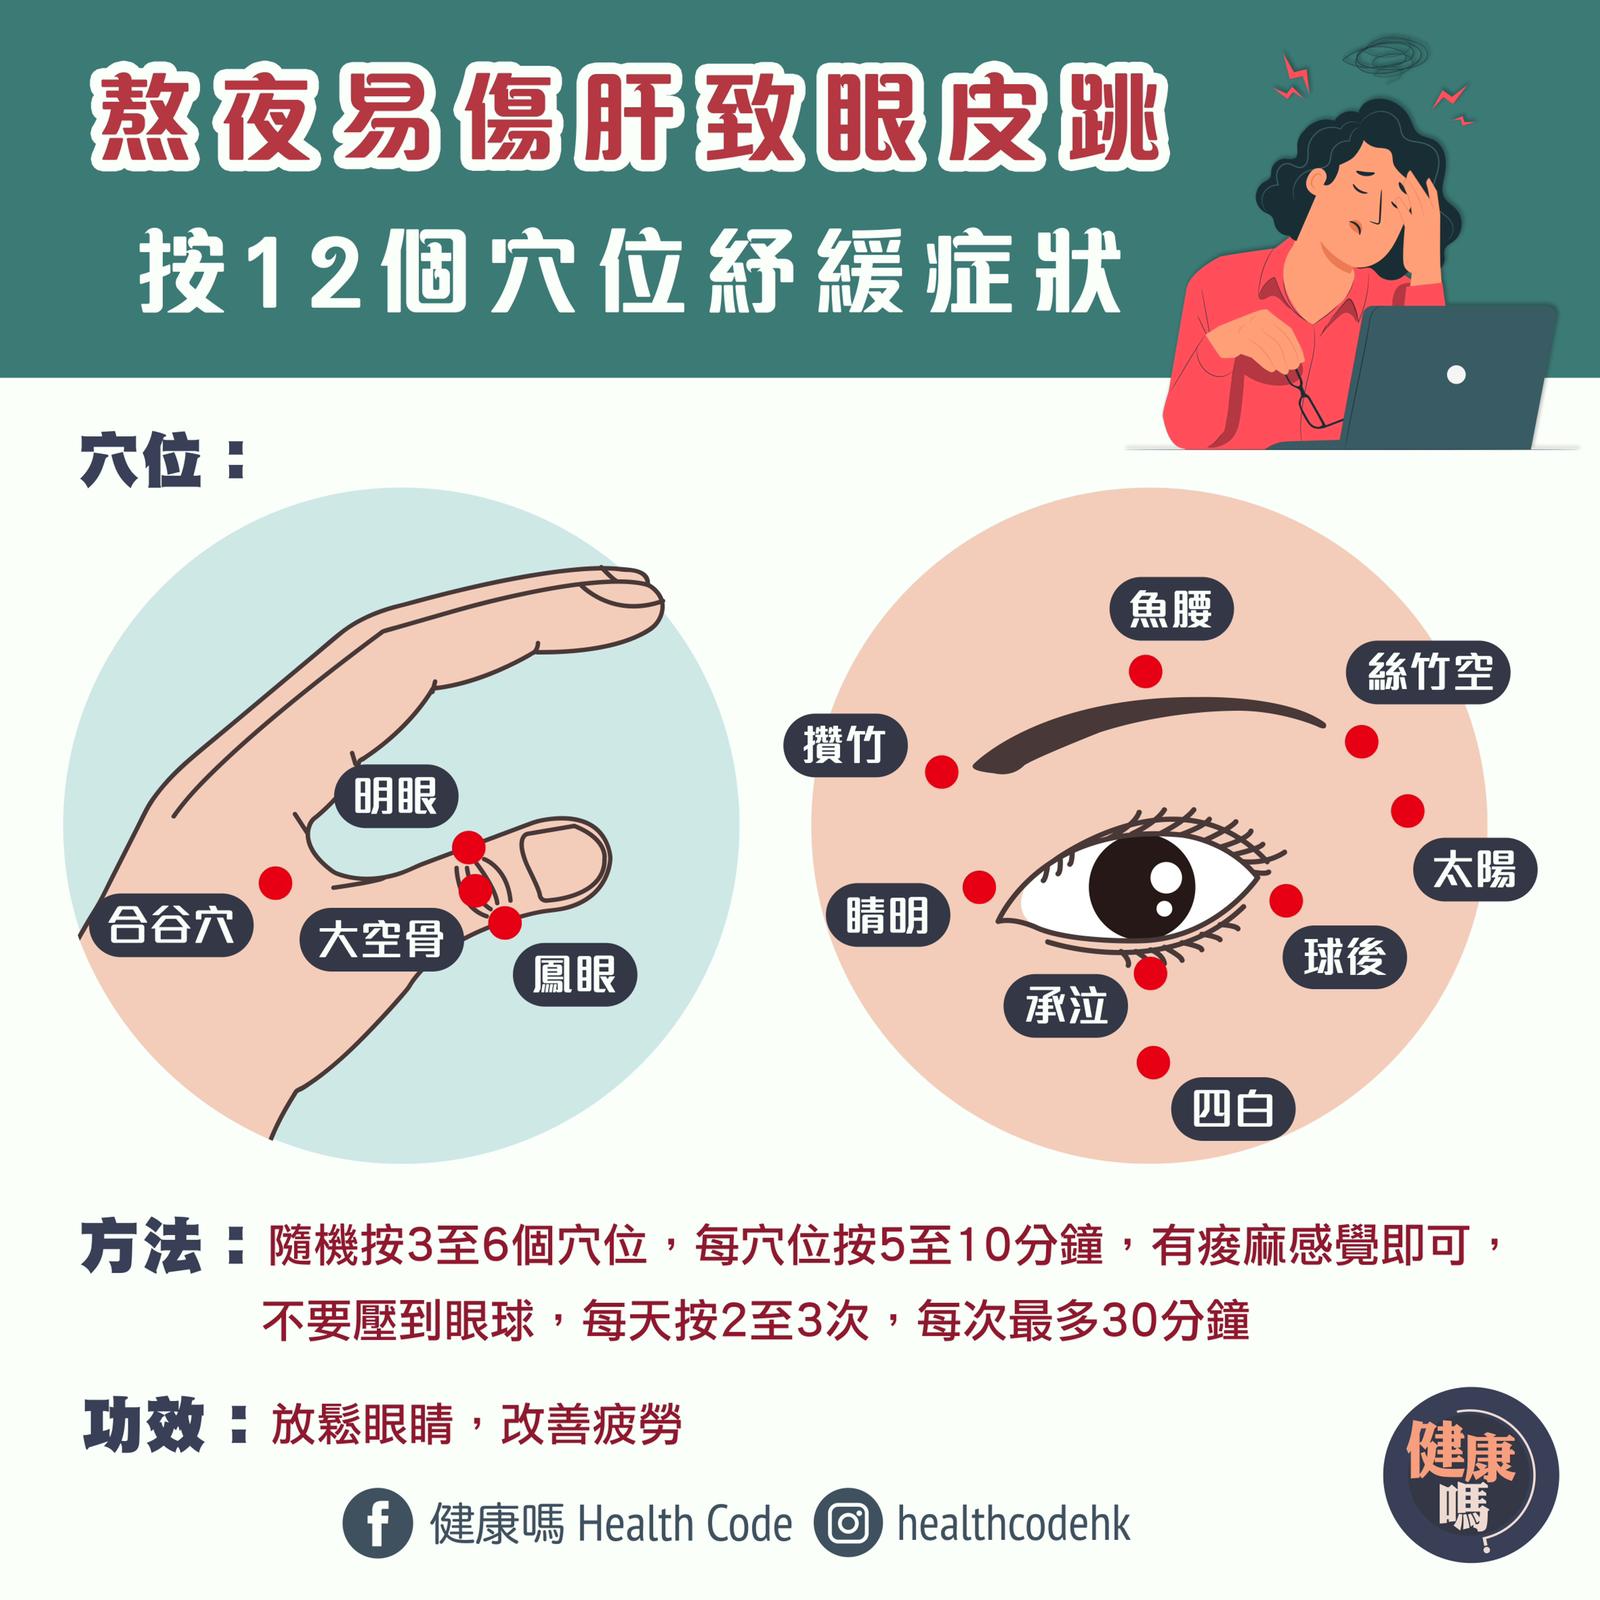 熬夜易傷肝致眼皮跳
按12個穴位紓緩症狀
穴位：
明眼
合谷穴
大空骨
鳳眼
魚腰
絲竹空
攢竹
太陽
睛明
球後
承泣
四白
方法：隨機按3至6個穴位，每穴位按5至10分鐘，有痠麻感覺即可，
不要壓到眼球，每天按2至3次，每次最多30分鐘
功效：放鬆眼睛，改善疲勞
健康嗎 Health Code healthcodehk
健康
嗎